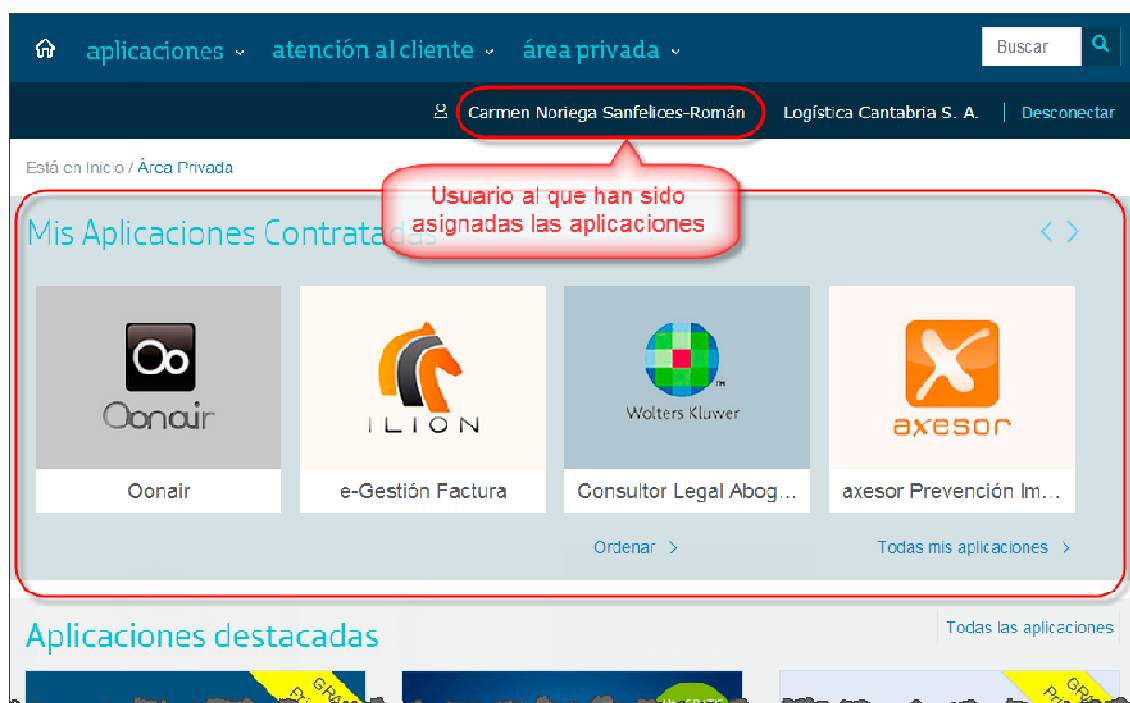 aplicaciones atención al cliente área privada Buscar
Carmen Noriega Sanfelices-Román Logística Cantabria S. A. | Desconectar
Está en Inicio / Área Privada
Usuario al que han sido
asignadas las aplicaciones
Mis Aplicaciones Contratadas
Oonair
ILION
Wolters Kluwer
TM
axesor
Oonair
e-Gestión Factura
Consultor Legal Abog...
axesor Prevención Im...
Ordenar >
Todas mis aplicaciones >
Aplicaciones destacadas
Todas las aplicaciones